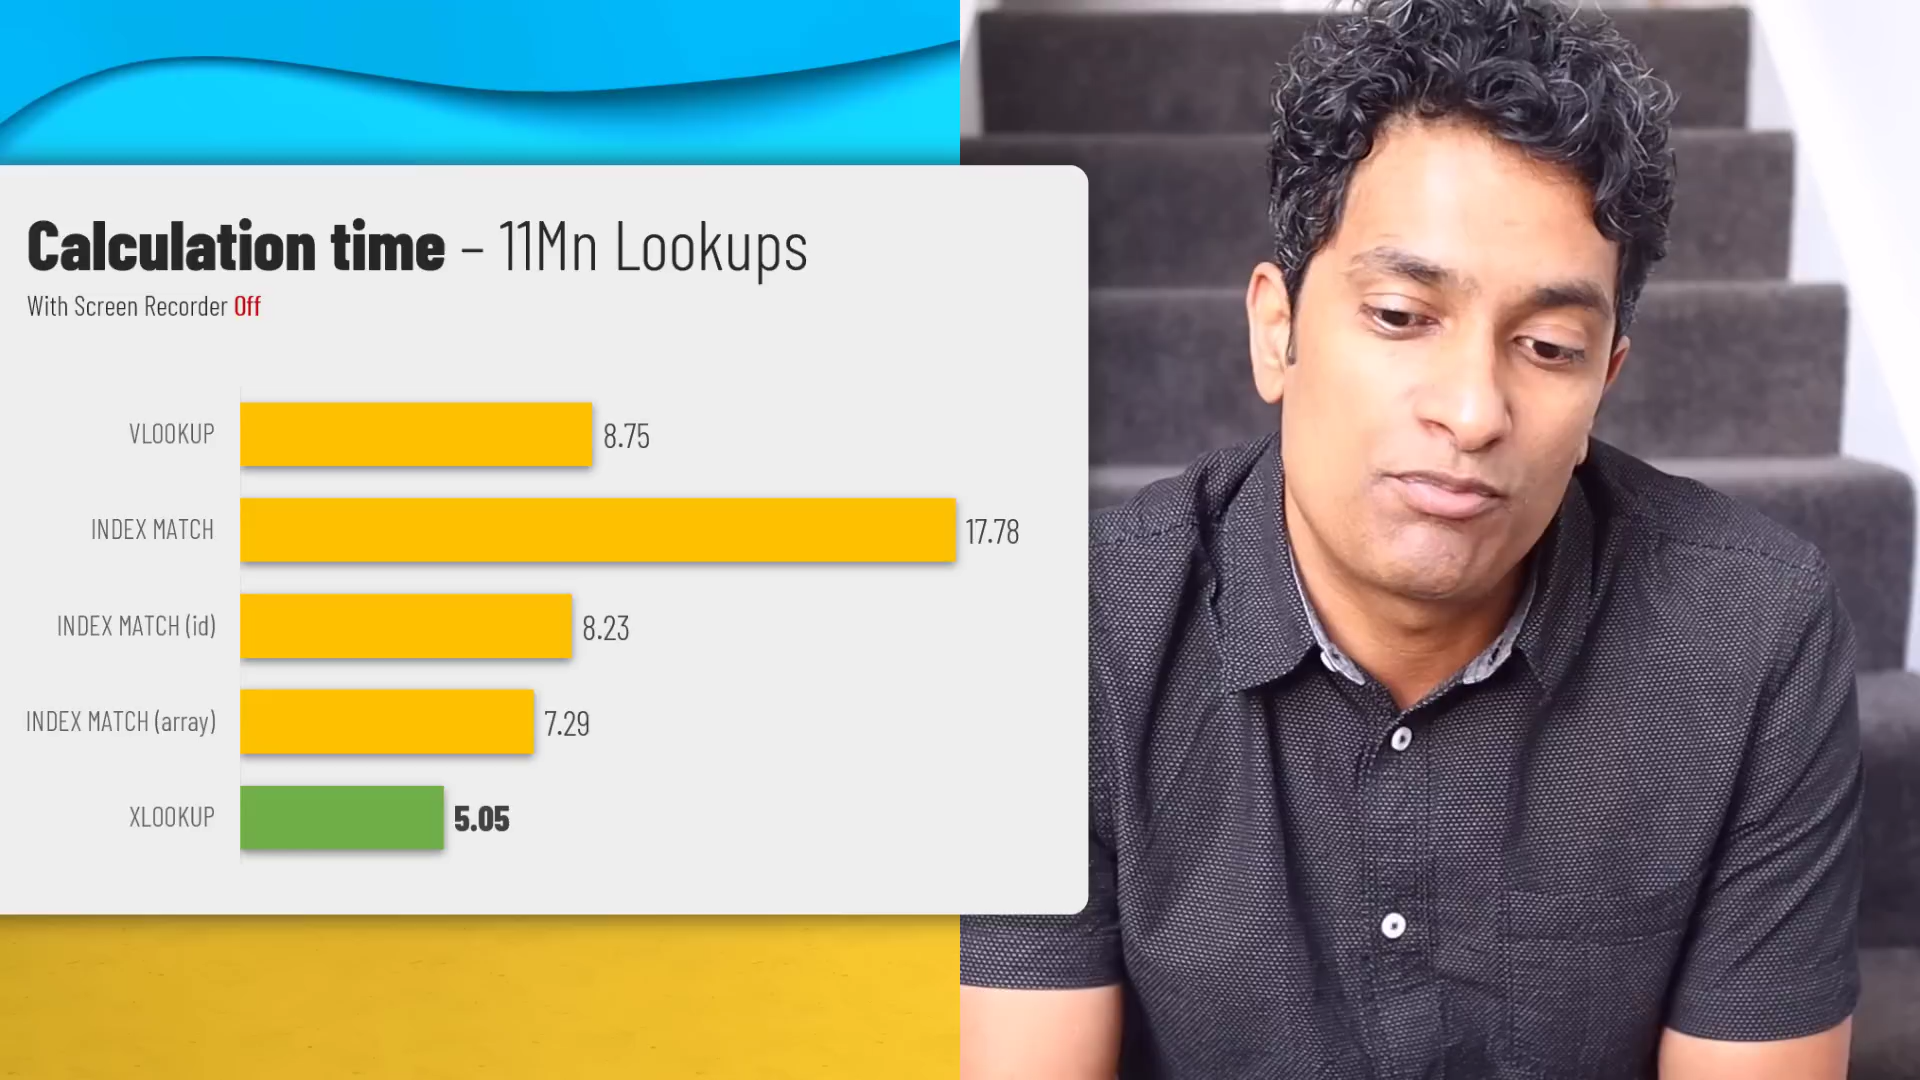 Calculation time – 11Mn Lookups
With Screen Recorder Off
VLOOKUP 8.75
INDEX MATCH 17.78
INDEX MATCH (id) 8.23
INDEX MATCH (array) 7.29
XLOOKUP 5.05